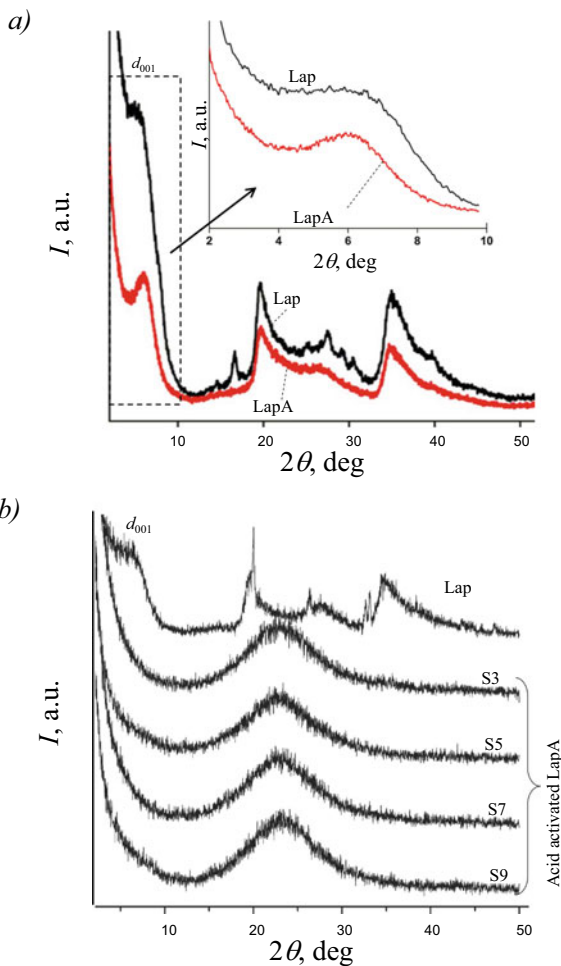 a)
d001
Lap
I, a.u.
LapA
2 4 6 8 10
2θ, deg
I, a.u.
Lap
LapA
10 20 30 40 50
2θ, deg
b)
d001
Lap
S3
S5
S7
S9
Acid activated LapA
I, a.u.
10 20 30 40 50
2θ, deg